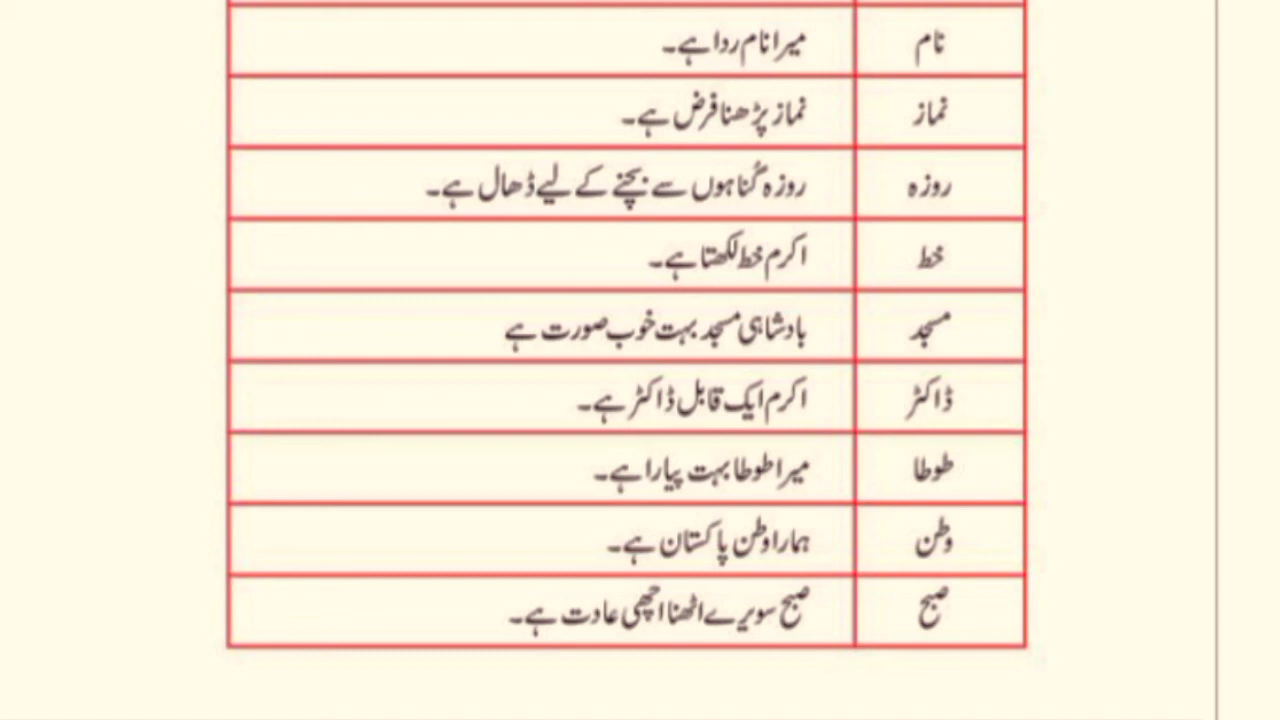 نام میرا نام ردا ہے۔
نماز نماز پڑھنا فرض ہے۔
روزہ روزہ گناہوں سے بچنے کے لیے ڈھال ہے۔
خط اکرم خط لکھتا ہے۔
مسجد بادشاہی مسجد بہت خوب صورت ہے
ڈاکٹر اکرم ایک قابل ڈاکٹر ہے۔
طوطا میرا طوطا بہت پیارا ہے۔
وطن ہمارا وطن پاکستان ہے۔
صبح صبح سویرے اٹھنا اچھی عادت ہے۔